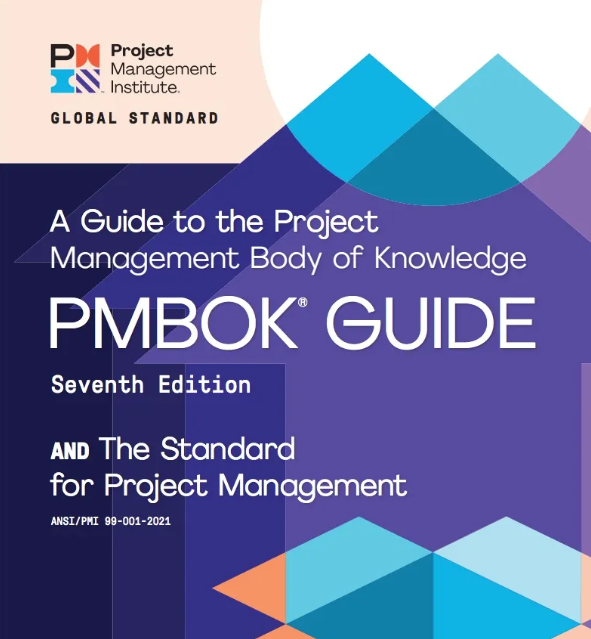 PM
Project
Management
Institute.
GLOBAL STANDARD
A Guide to the Project
Management Body of Knowledge
PMBOK® GUIDE
Seventh Edition
AND The Standard
for Project Management
ANSI/PMI 99-001-2021